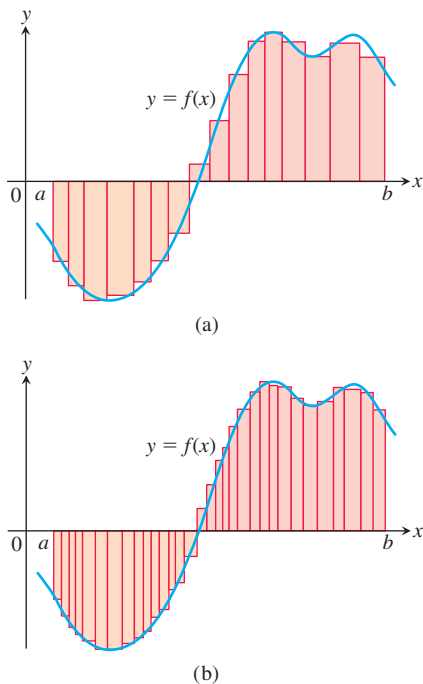 y
y = f(x)
0 a b x
(a)
y
y = f(x)
0 a b x
(b)